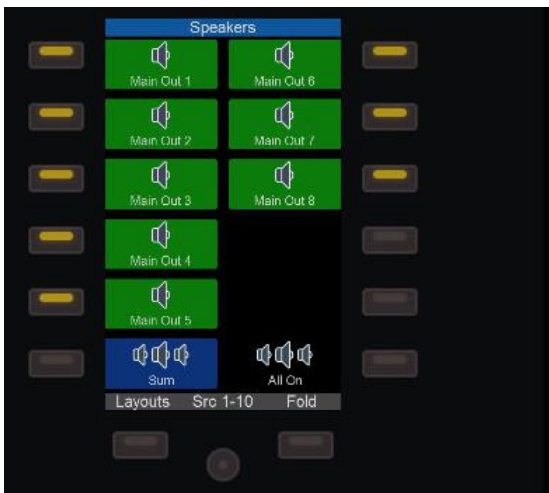 Speakers
Main Out 1 Main Out 6
Main Out 2 Main Out 7
Main Out 3 Main Out 8
Main Out 4
Main Out 5
Sum All On
Layouts Src 1-10 Fold